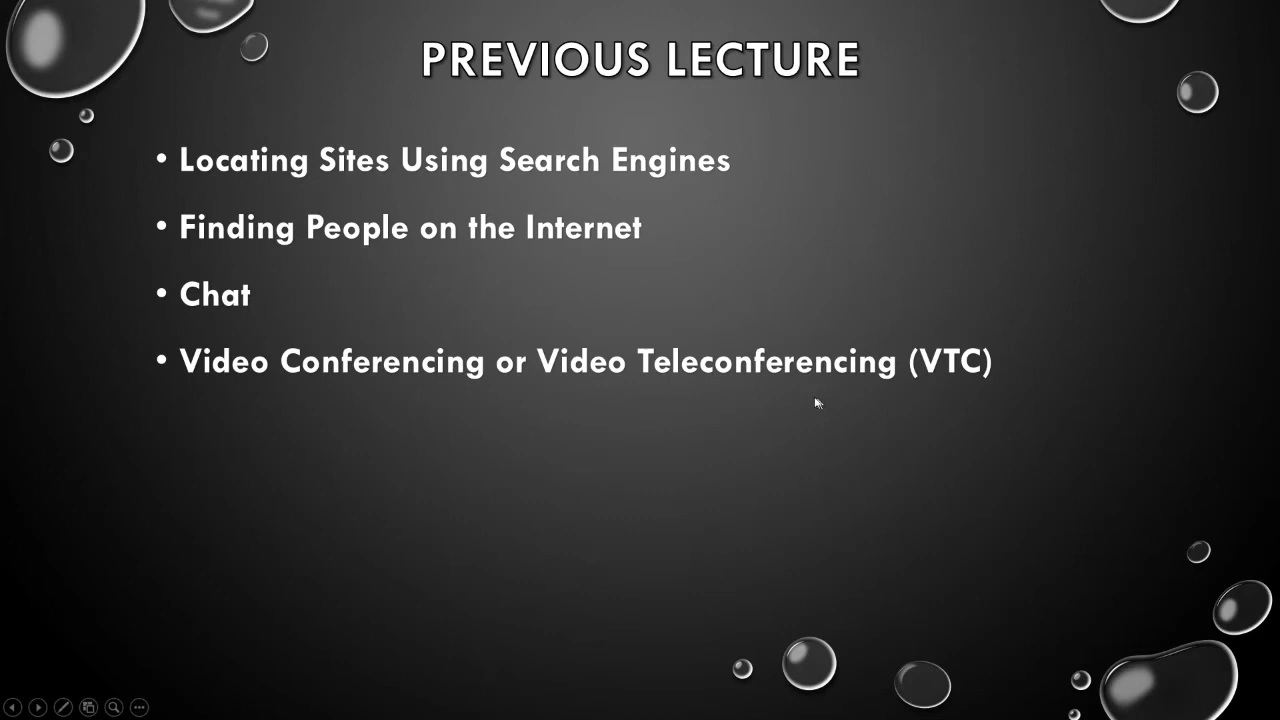 PREVIOUS LECTURE
• Locating Sites Using Search Engines
• Finding People on the Internet
• Chat
• Video Conferencing or Video Teleconferencing (VTC)